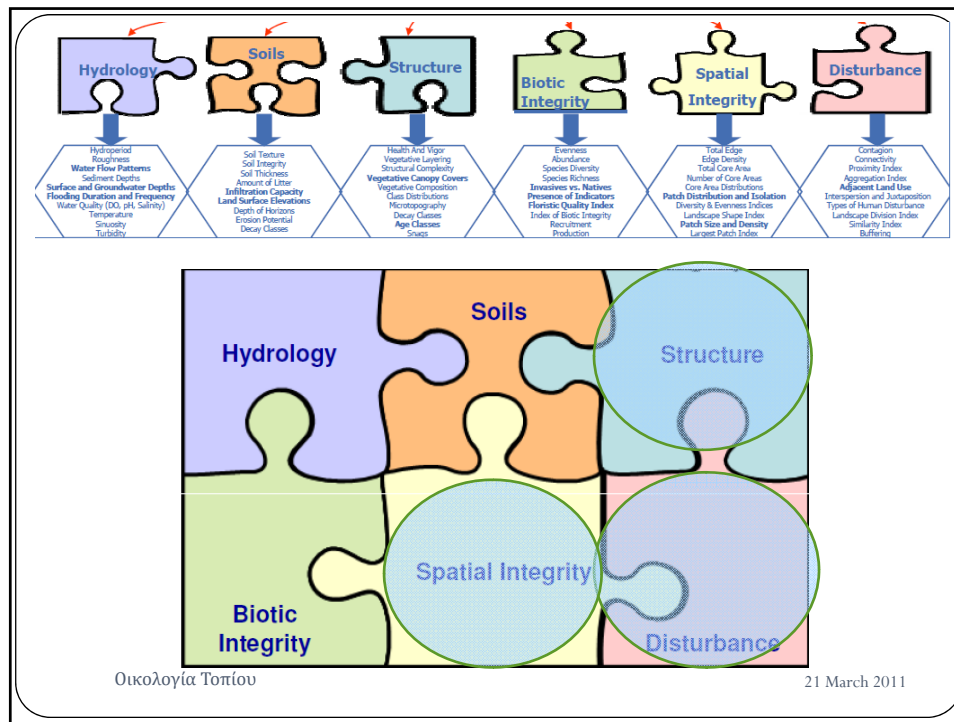 Hydrology
Soils
Structure
Biotic
Integrity
Spatial
Integrity
Disturbance
Hydroperiod
Roughness
Water Flow Patterns
Sediment Depths
Surface and Groundwater Depths
Flooding Duration and Frequency
Water Quality (DO, pH, Salinity)
Temperature
Sinuosity
Turbidity
Soil Texture
Soil Integrity
Soil Thickness
Amount of Litter
Infiltration Capacity
Land Surface Elevations
Depth of Horizons
Erosion Potential
Decay Classes
Health And Vigor
Vegetative Layering
Structural Complexity
Vegetative Canopy Covers
Vegetative Composition
Class Distributions
Microtopography
Decay Classes
Age Classes
Snags
Evenness
Abundance
Species Diversity
Species Richness
Invasives vs. Natives
Presence of Indicators
Floristic Quality Index
Index of Biotic Integrity
Recruitment
Production
Total Edge
Edge Density
Total Core Area
Number of Core Areas
Core Area Distributions
Patch Distribution and Isolation
Diversity & Evenness Indices
Landscape Shape Index
Patch Size and Density
Largest Patch Index
Contagion
Connectivity
Proximity Index
Aggregation Index
Adjacent Land Use
Interspersion and Juxtaposition
Types of Human Disturbance
Landscape Division Index
Similarity Index
Buffering
Hydrology
Soils
Structure
Biotic
Integrity
Spatial Integrity
Disturbance
Οικολογία Τοπίου
21 March 2011